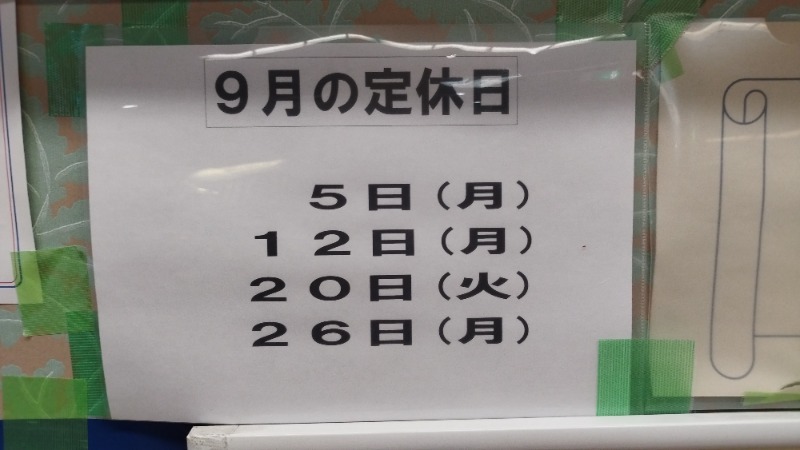 ９月の定休日
５日（月）
１２日（月）
２０日（火）
２６日（月）